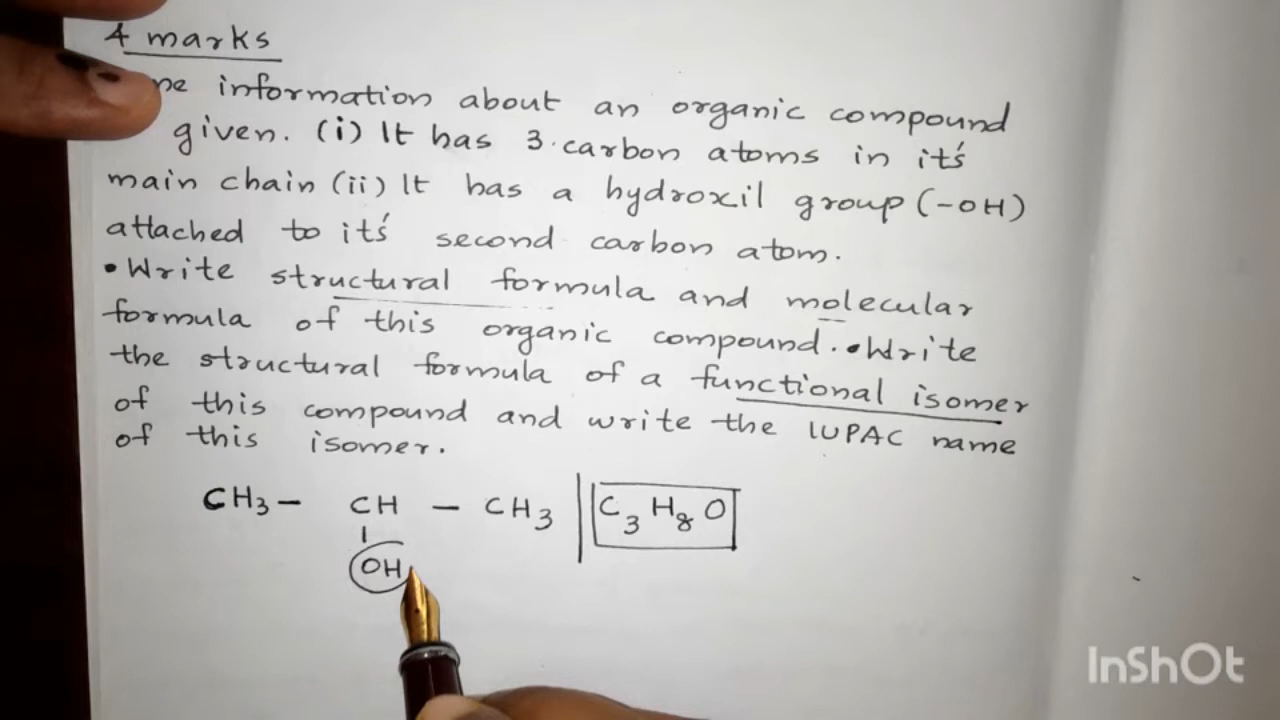 4 marks
information about an organic compound
given. (i) It has 3 carbon atoms in it's
main chain (ii) It has a hydroxil group (-OH)
attached to it's second carbon atom.
• Write structural formula and molecular
formula of this organic compound. • Write
the structural formula of a functional isomer
of this compound and write the IUPAC name
of this isomer.
CH3 - CH - CH3 | C3H8O
OH
InShOt